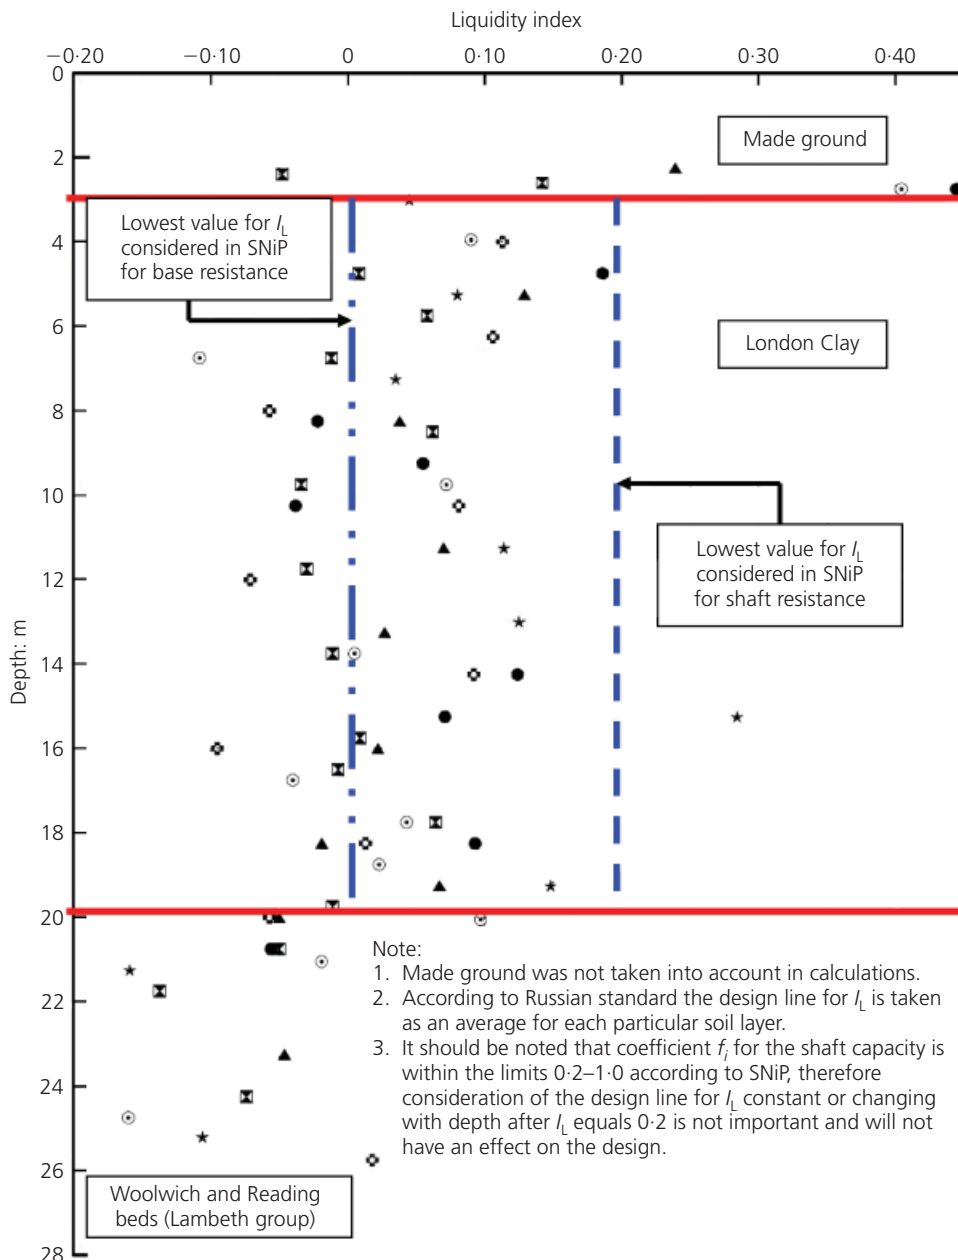 Liquidity index
−0·20 −0·10 0 0·10 0·20 0·30 0·40
0
Made ground
2
Lowest value for I_L
considered in SNiP
for base resistance
4
6
London Clay
8
10
Lowest value for I_L
considered in SNiP
for shaft resistance
12
Depth: m
14
16
18
20
Note:
1. Made ground was not taken into account in calculations.
2. According to Russian standard the design line for I_L is taken
as an average for each particular soil layer.
3. It should be noted that coefficient f_i for the shaft capacity is
within the limits 0·2–1·0 according to SNiP, therefore
consideration of the design line for I_L constant or changing
with depth after I_L equals 0·2 is not important and will not
have an effect on the design.
22
24
26
Woolwich and Reading
beds (Lambeth group)
28